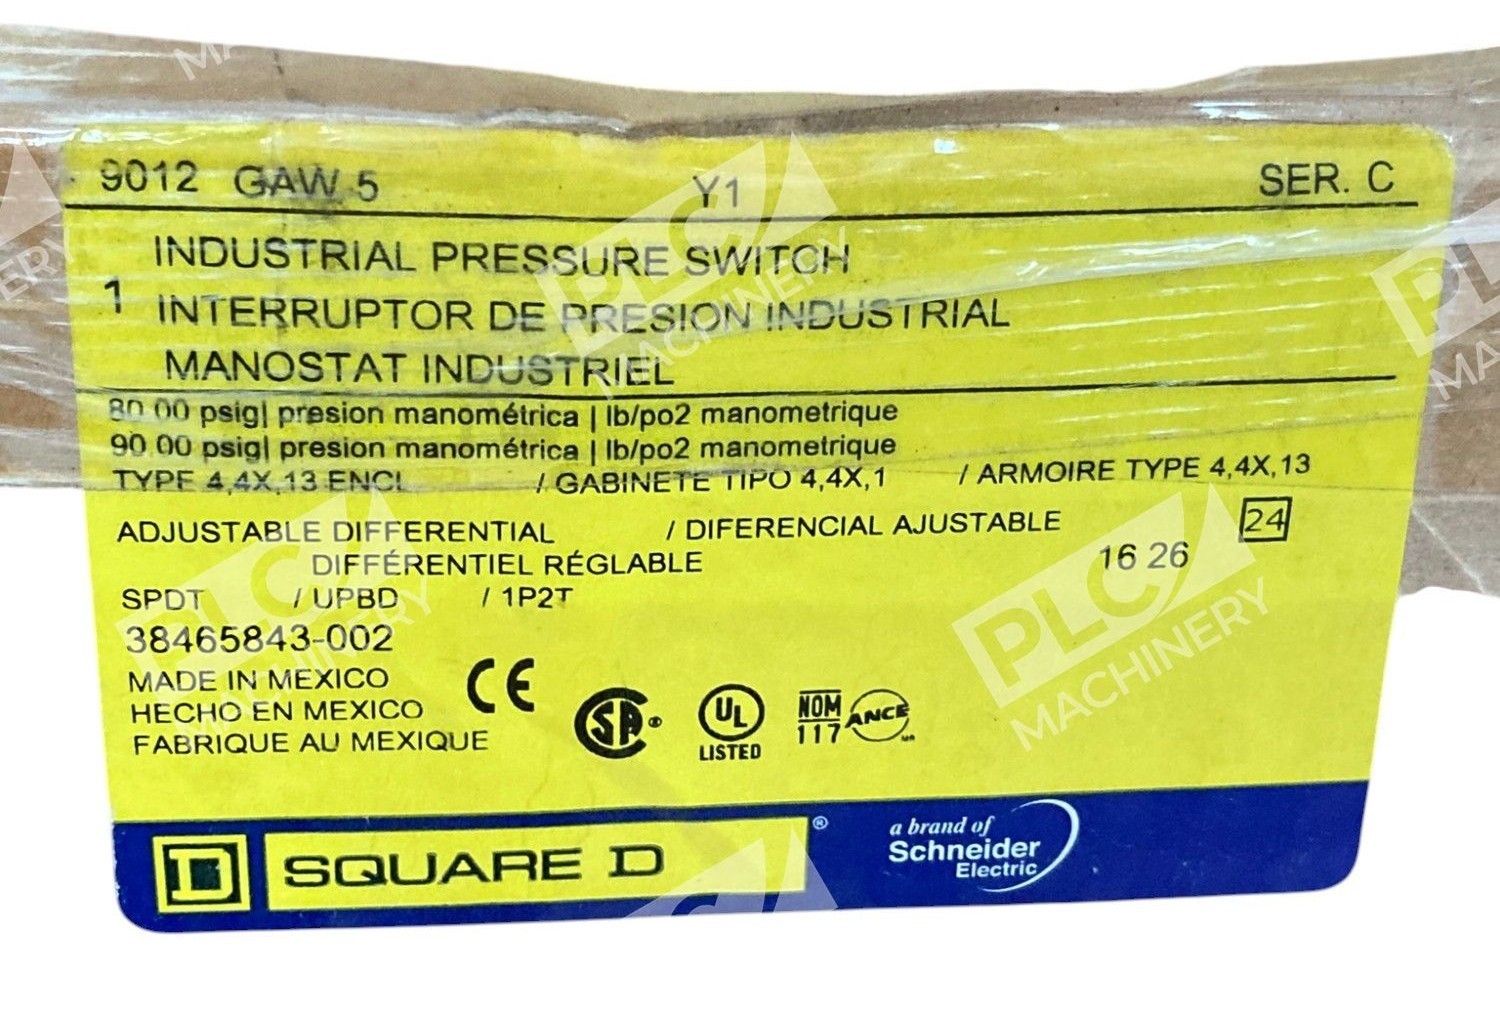 9012 GAW 5 Y1 SER. C
INDUSTRIAL PRESSURE SWITCH
1 INTERRUPTOR DE PRESION INDUSTRIAL
MANOSTAT INDUSTRIEL
80.00 psig| presion manométrica | lb/po2 manometrique
90.00 psig| presion manométrica | lb/po2 manometrique
TYPE 4,4X,13 ENCL / GABINETE TIPO 4,4X,1 / ARMOIRE TYPE 4,4X,13
ADJUSTABLE DIFFERENTIAL / DIFERENCIAL AJUSTABLE 24
DIFFÉRENTIEL RÉGLABLE 16 26
SPDT / UPBD / 1P2T
38465843-002
MADE IN MEXICO CE
HECHO EN MEXICO SA ® UL NOM ANCE
FABRIQUE AU MEXIQUE LISTED 117
D SQUARE D ® a brand of
Schneider
Electric
PLC MACHINERY